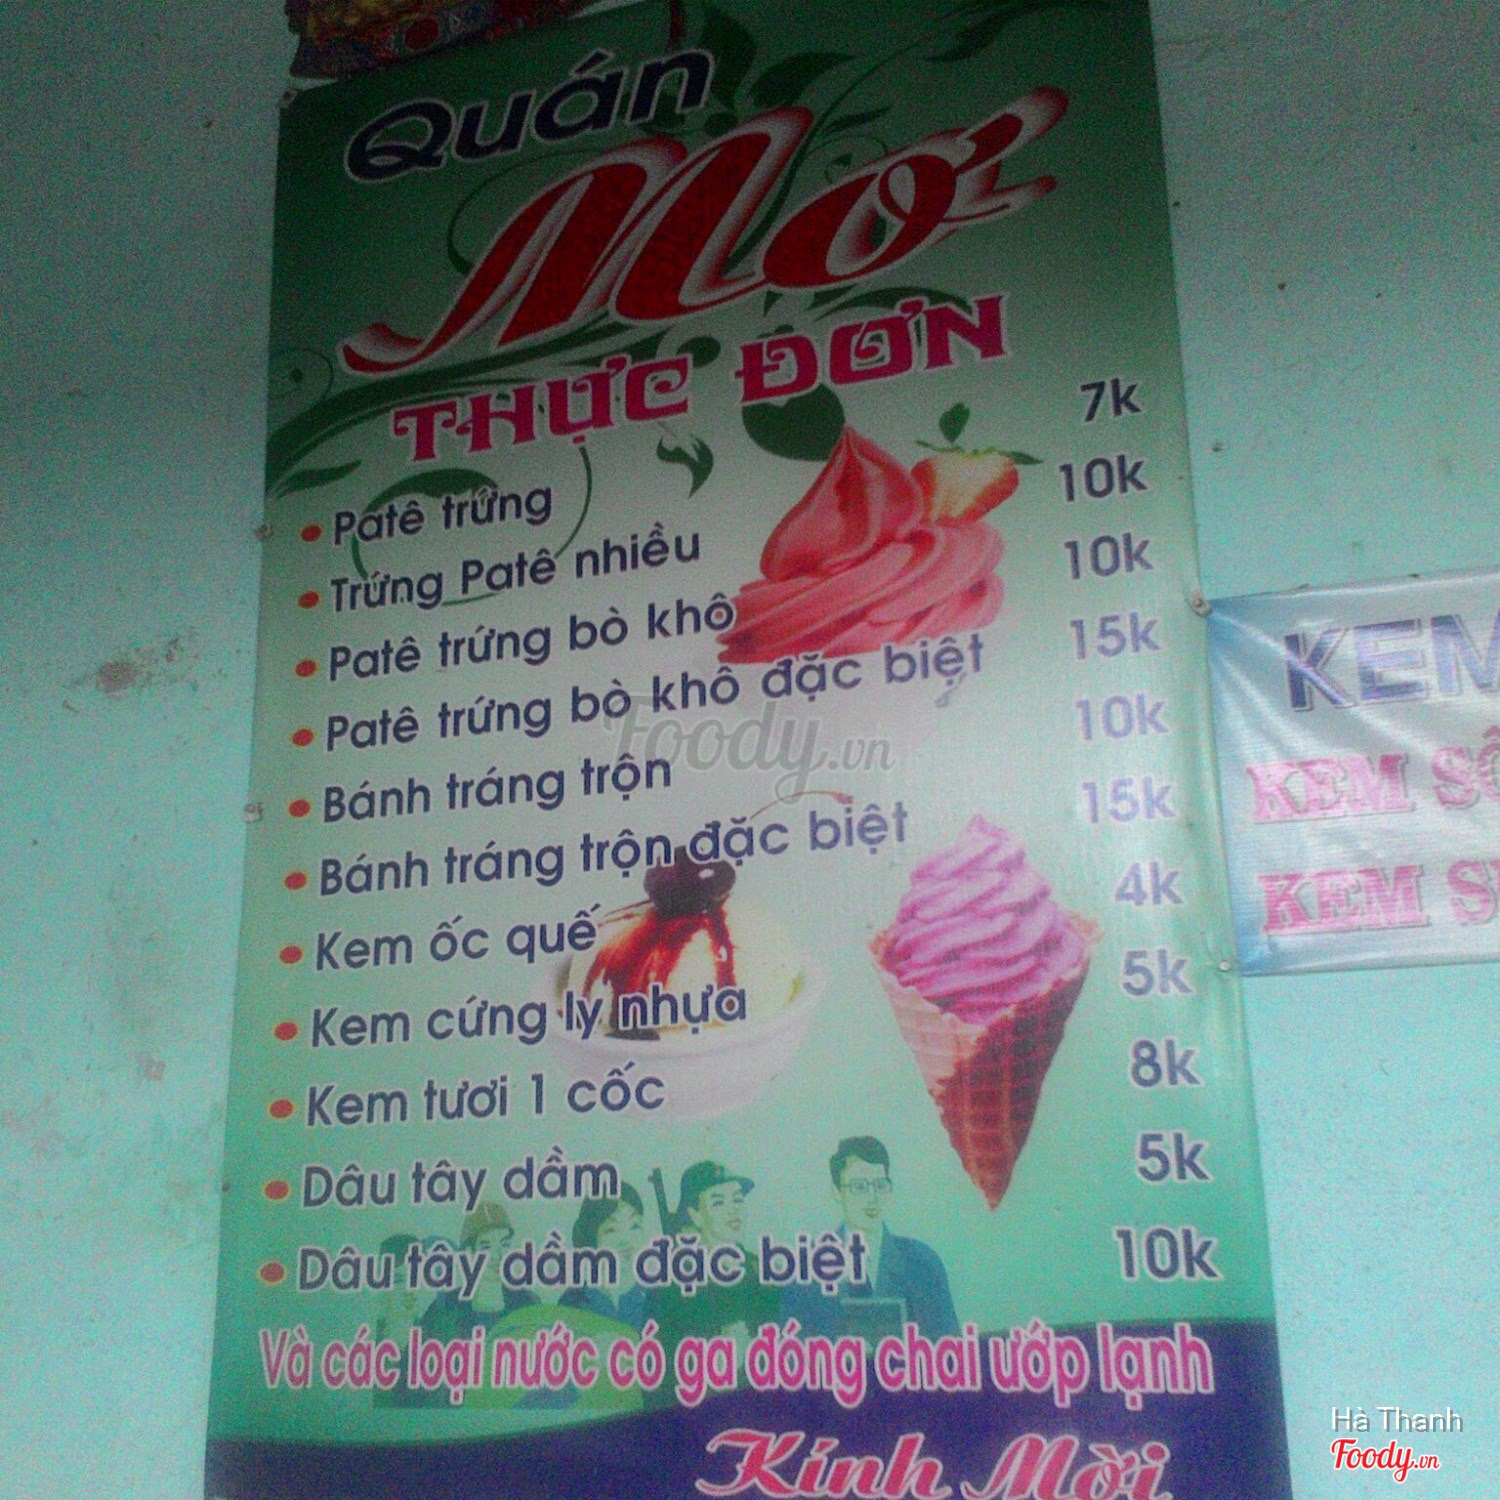 Quán
Mơ
THỰC ĐƠN
• Patê trứng 7k
• Trứng Patê nhiều 10k
• Patê trứng bò khô 10k
• Patê trứng bò khô đặc biệt 15k
• Bánh tráng trộn 10k
• Bánh tráng trộn đặc biệt 15k
• Kem ốc quế 4k
• Kem cứng ly nhựa 5k
• Kem tươi 1 cốc 8k
• Dâu tây dầm 5k
• Dâu tây dầm đặc biệt 10k
Và các loại nước có ga đóng chai ướp lạnh
Kính Mời
KEM
KEM SÔ
KEM
Foody.vn
Hà Thanh
Foody.vn